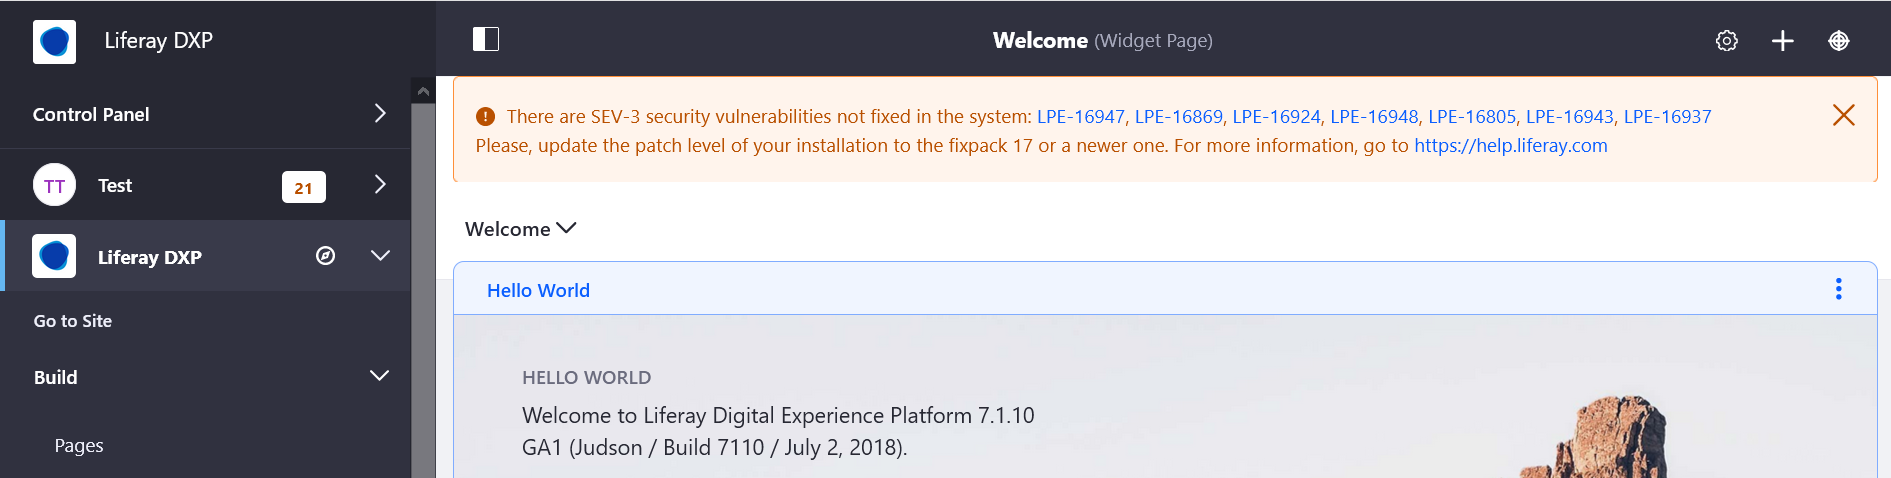 Liferay DXP
Welcome (Widget Page)
Control Panel
TT Test 21
Liferay DXP
Go to Site
Build
Pages
There are SEV-3 security vulnerabilities not fixed in the system: LPE-16947, LPE-16869, LPE-16924, LPE-16948, LPE-16805, LPE-16943, LPE-16937
Please, update the patch level of your installation to the fixpack 17 or a newer one. For more information, go to https://help.liferay.com
Welcome
Hello World
HELLO WORLD
Welcome to Liferay Digital Experience Platform 7.1.10
GA1 (Judson / Build 7110 / July 2, 2018).